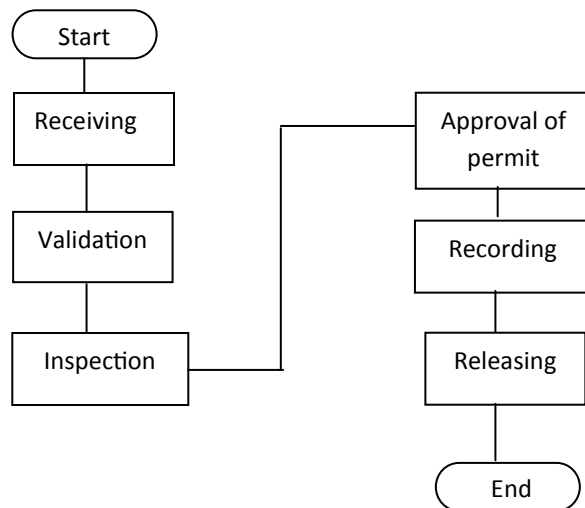 Start
Receiving
Validation
Inspection
Approval of
permit
Recording
Releasing
End